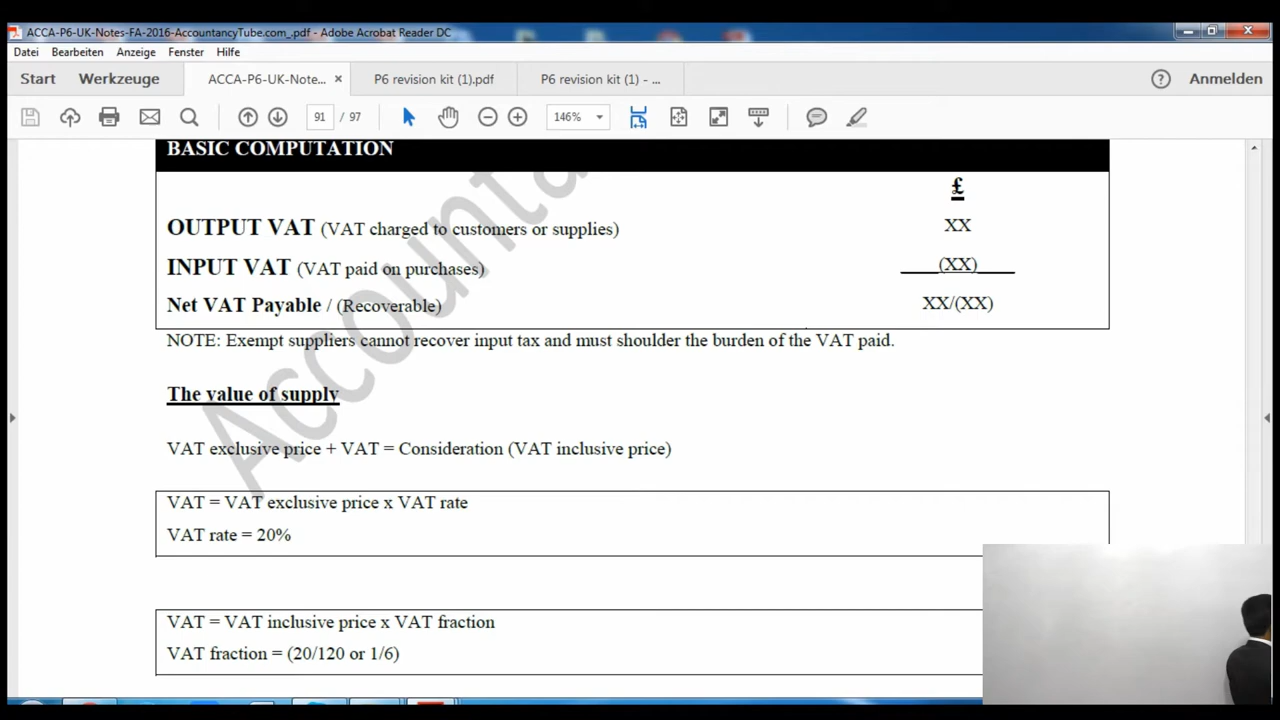 ACCA-P6-UK-Notes-FA-2016-AccountancyTube.com_.pdf - Adobe Acrobat Reader DC
Datei Bearbeiten Anzeige Fenster Hilfe
Start Werkzeuge ACCA-P6-UK-Note... × P6 revision kit (1).pdf P6 revision kit (1) - ... ? Anmelden
91 / 97 146%
BASIC COMPUTATION
£
OUTPUT VAT (VAT charged to customers or supplies) XX
INPUT VAT (VAT paid on purchases) (XX)
Net VAT Payable / (Recoverable) XX/(XX)
NOTE: Exempt suppliers cannot recover input tax and must shoulder the burden of the VAT paid.
The value of supply
VAT exclusive price + VAT = Consideration (VAT inclusive price)
VAT = VAT exclusive price x VAT rate
VAT rate = 20%
VAT = VAT inclusive price x VAT fraction
VAT fraction = (20/120 or 1/6)
Accounta